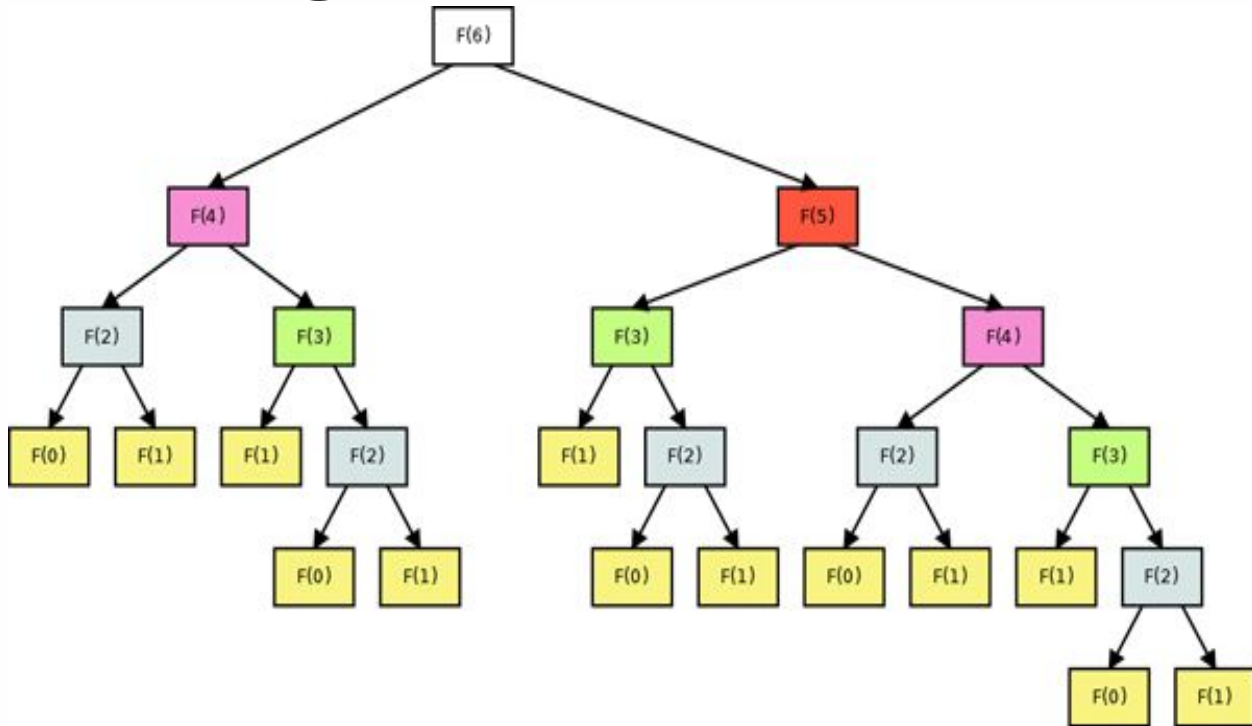 F(6)
F(4) F(5)
F(2) F(3) F(3) F(4)
F(0) F(1) F(1) F(2) F(1) F(2) F(2) F(3)
F(0) F(1) F(0) F(1) F(0) F(1) F(1) F(2)
F(0) F(1)